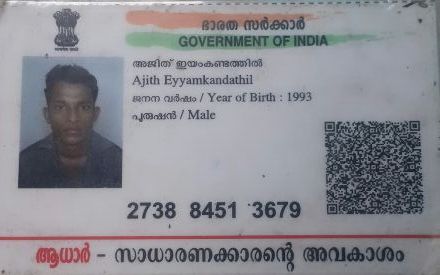 ഭാരത സർക്കാർ
GOVERNMENT OF INDIA
അജിത് ഇയംകണ്ടത്തിൽ
Ajith Eyyamkandathil
ജനന വർഷം / Year of Birth : 1993
പുരുഷൻ / Male
2738 8451 3679
ആധാർ - സാധാരണക്കാരന്റെ അവകാശം